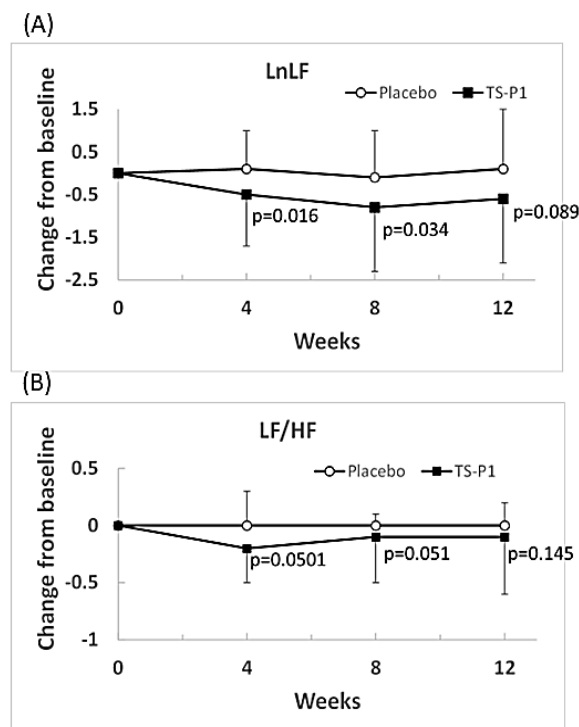 (A)
LnLF
Placebo TS-P1
Change from baseline
1.5
0.5
-0.5
-1.5
-2.5
p=0.016
p=0.034
p=0.089
0 4 8 12
Weeks
(B)
LF/HF
Placebo TS-P1
Change from baseline
0.5
0
-0.5
-1
p=0.0501
p=0.051
p=0.145
0 4 8 12
Weeks